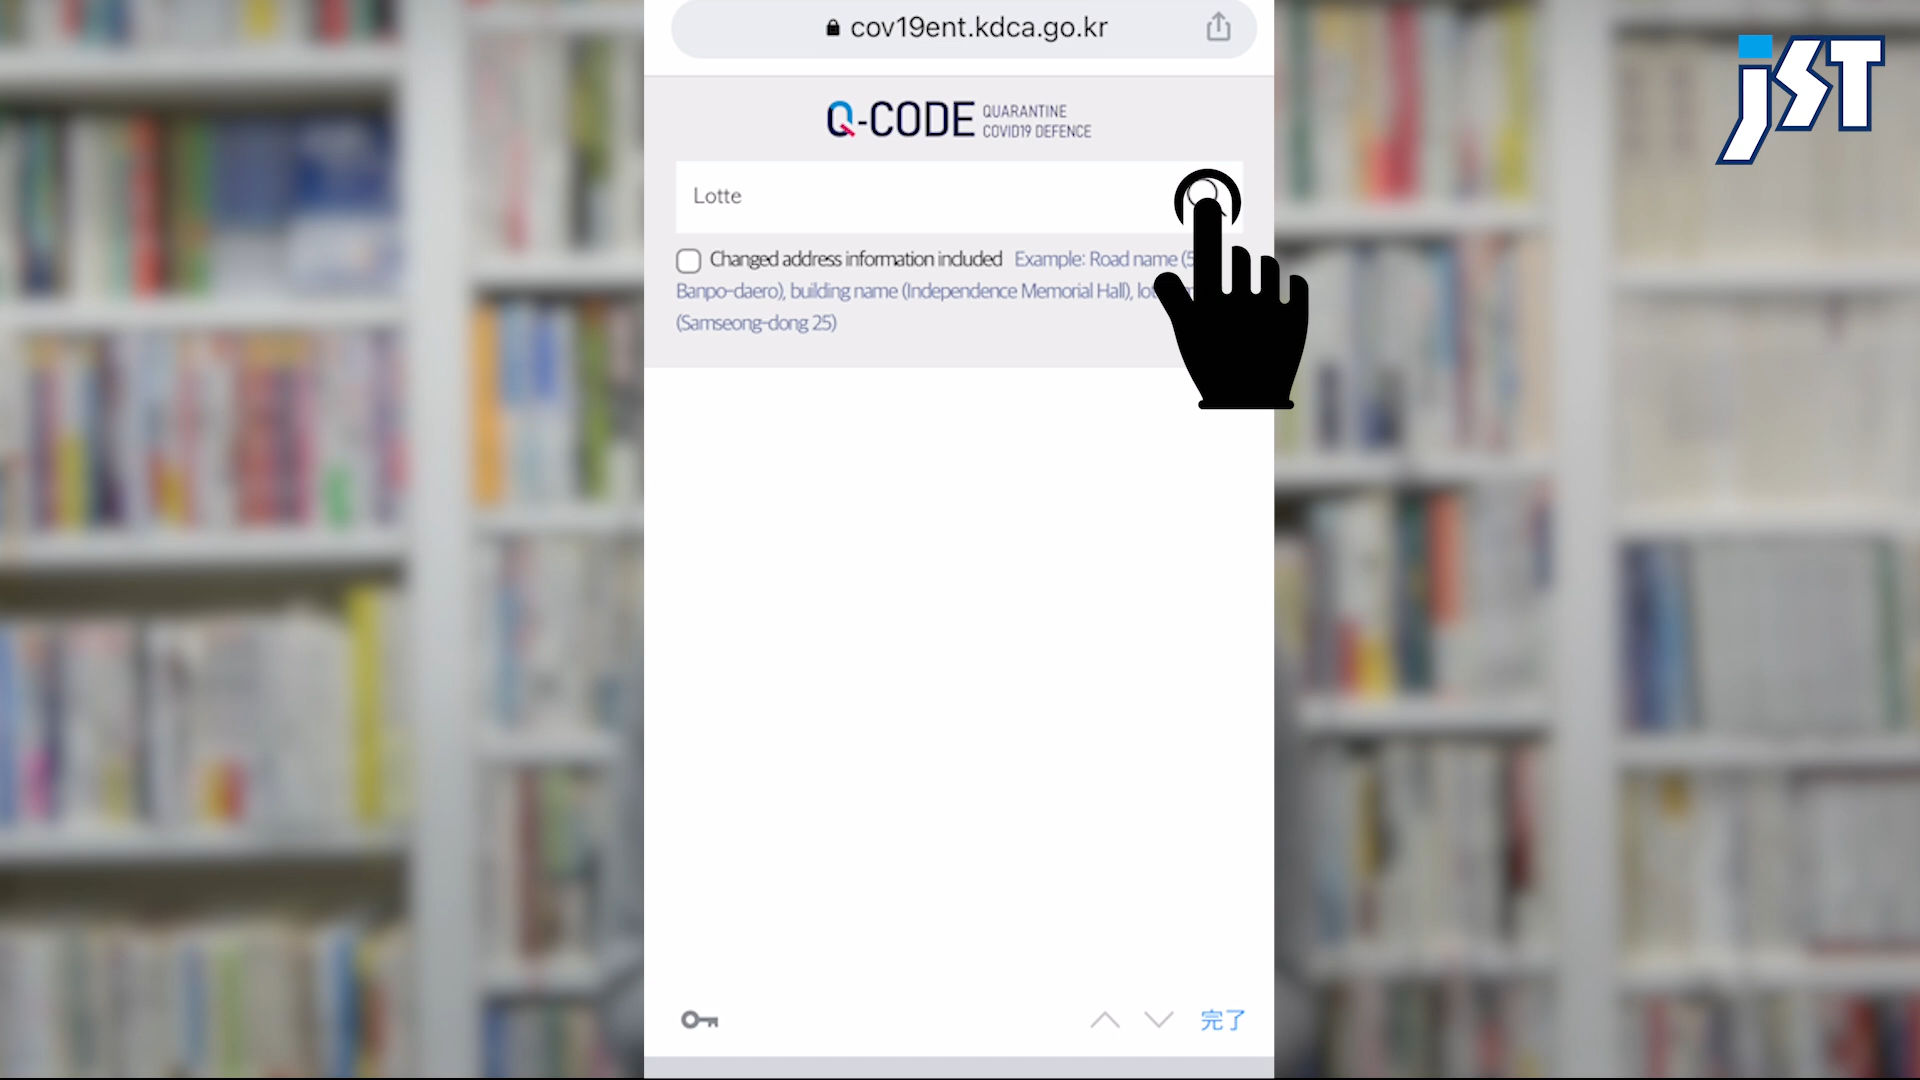 cov19ent.kdca.go.kr
JST
Q-CODE QUARANTINE
COVID19 DEFENCE
Lotte
Changed address information included Example: Road name (5
Banpo-daero), building name (Independence Memorial Hall),
(Samseong-dong 25)
完了